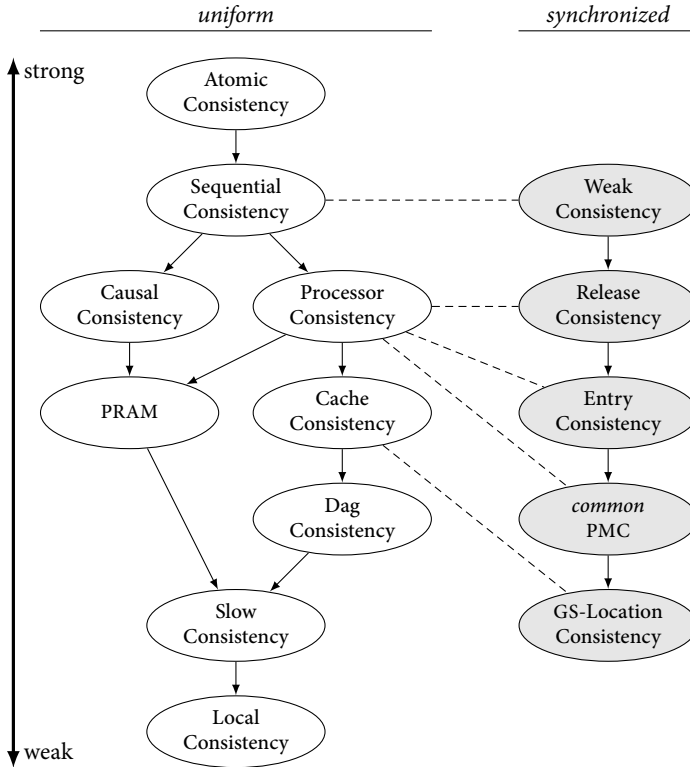 uniform
synchronized
strong
Atomic
Consistency
Sequential
Consistency
Weak
Consistency
Causal
Consistency
Processor
Consistency
Release
Consistency
PRAM
Cache
Consistency
Entry
Consistency
Dag
Consistency
common
PMC
Slow
Consistency
GS-Location
Consistency
Local
Consistency
weak